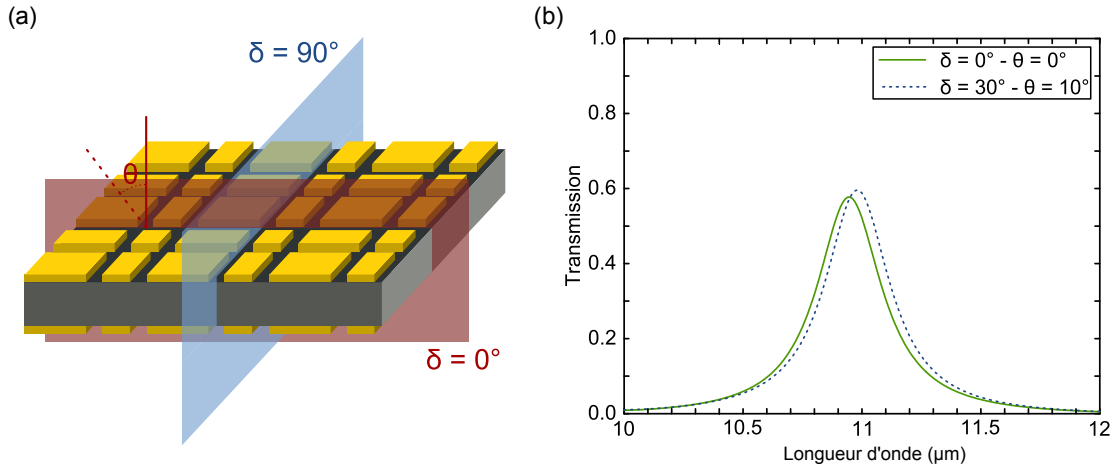 (a)
δ = 90°
θ
δ = 0°
(b)
1.0
0.8
0.6
0.4
0.2
0.0
Transmission
δ = 0° - θ = 0°
δ = 30° - θ = 10°
10
10.5
11
11.5
12
Longueur d'onde (µm)